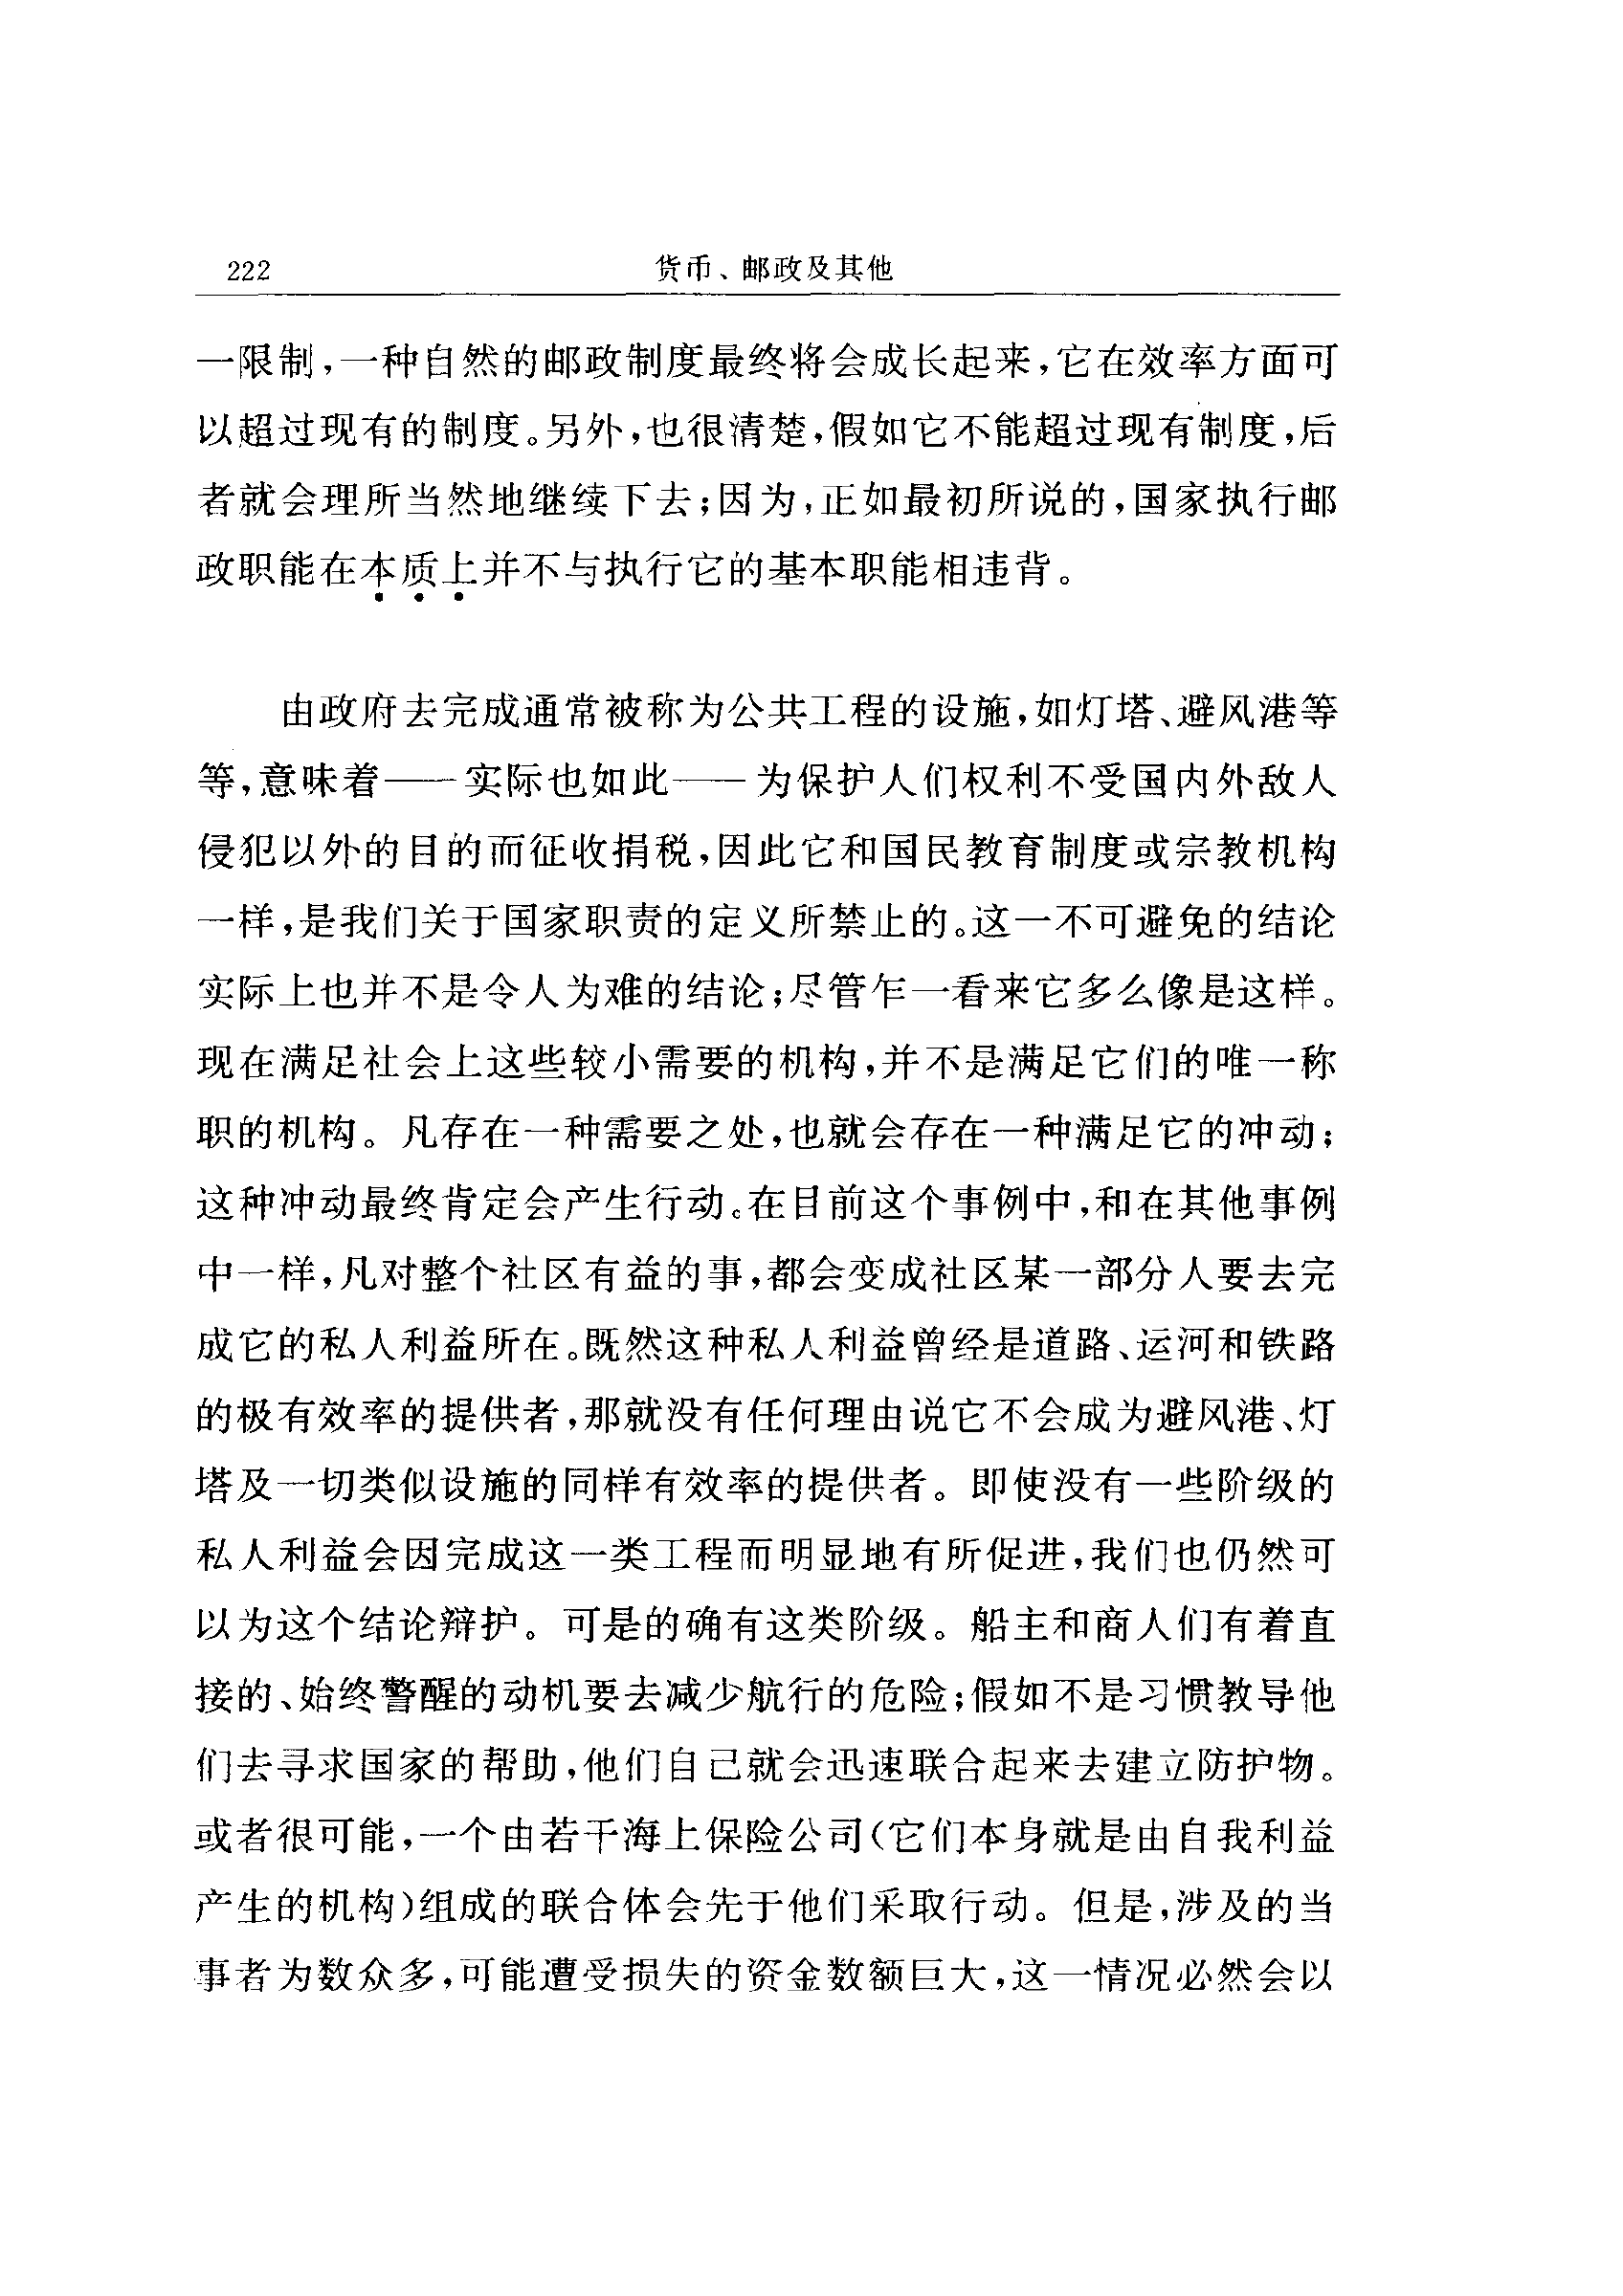 222
货币、邮政及其他
一限制,一种自然的邮政制度最终将会成长起来,它在效率方面可
以超过现有的制度。另外,也很清楚,假如它不能超过现有制度,后
者就会理所当然地继续下去;因为,正如最初所说的,国家执行邮
政职能在本质上并不与执行它的基本职能相违背。
由政府去完成通常被称为公共工程的设施,如灯塔、避风港等
等,意味着——实际也如此——为保护人们权利不受国内外敌人
侵犯以外的目的而征收捐税,因此它和国民教育制度或宗教机构
一样,是我们关于国家职责的定义所禁止的。这一不可避免的结论
实际上也并不是令人为难的结论;尽管乍一看来它多么像是这样。
现在满足社会上这些较小需要的机构,并不是满足它们的唯一称
职的机构。凡存在一种需要之处,也就会存在一种满足它的冲动;
这种冲动最终肯定会产生行动。在目前这个事例中,和在其他事例
中一样,凡对整个社区有益的事,都会变成社区某一部分人要去完
成它的私人利益所在。既然这种私人利益曾经是道路、运河和铁路
的极有效率的提供者,那就没有任何理由说它不会成为避风港、灯
塔及一切类似设施的同样有效率的提供者。即使没有一些阶级的
私人利益会因完成这一类工程而明显地有所促进,我们也仍然可
以为这个结论辩护。可是的确有这类阶级。船主和商人们有着直
接的、始终警醒的动机要去减少航行的危险;假如不是习惯教导他
们去寻求国家的帮助,他们自己就会迅速联合起来去建立防护物。
或者很可能,一个由若干海上保险公司(它们本身就是由自我利益
产生的机构)组成的联合体会先于他们采取行动。但是,涉及的当
事者为数众多,可能遭受损失的资金数额巨大,这一情况必然会以